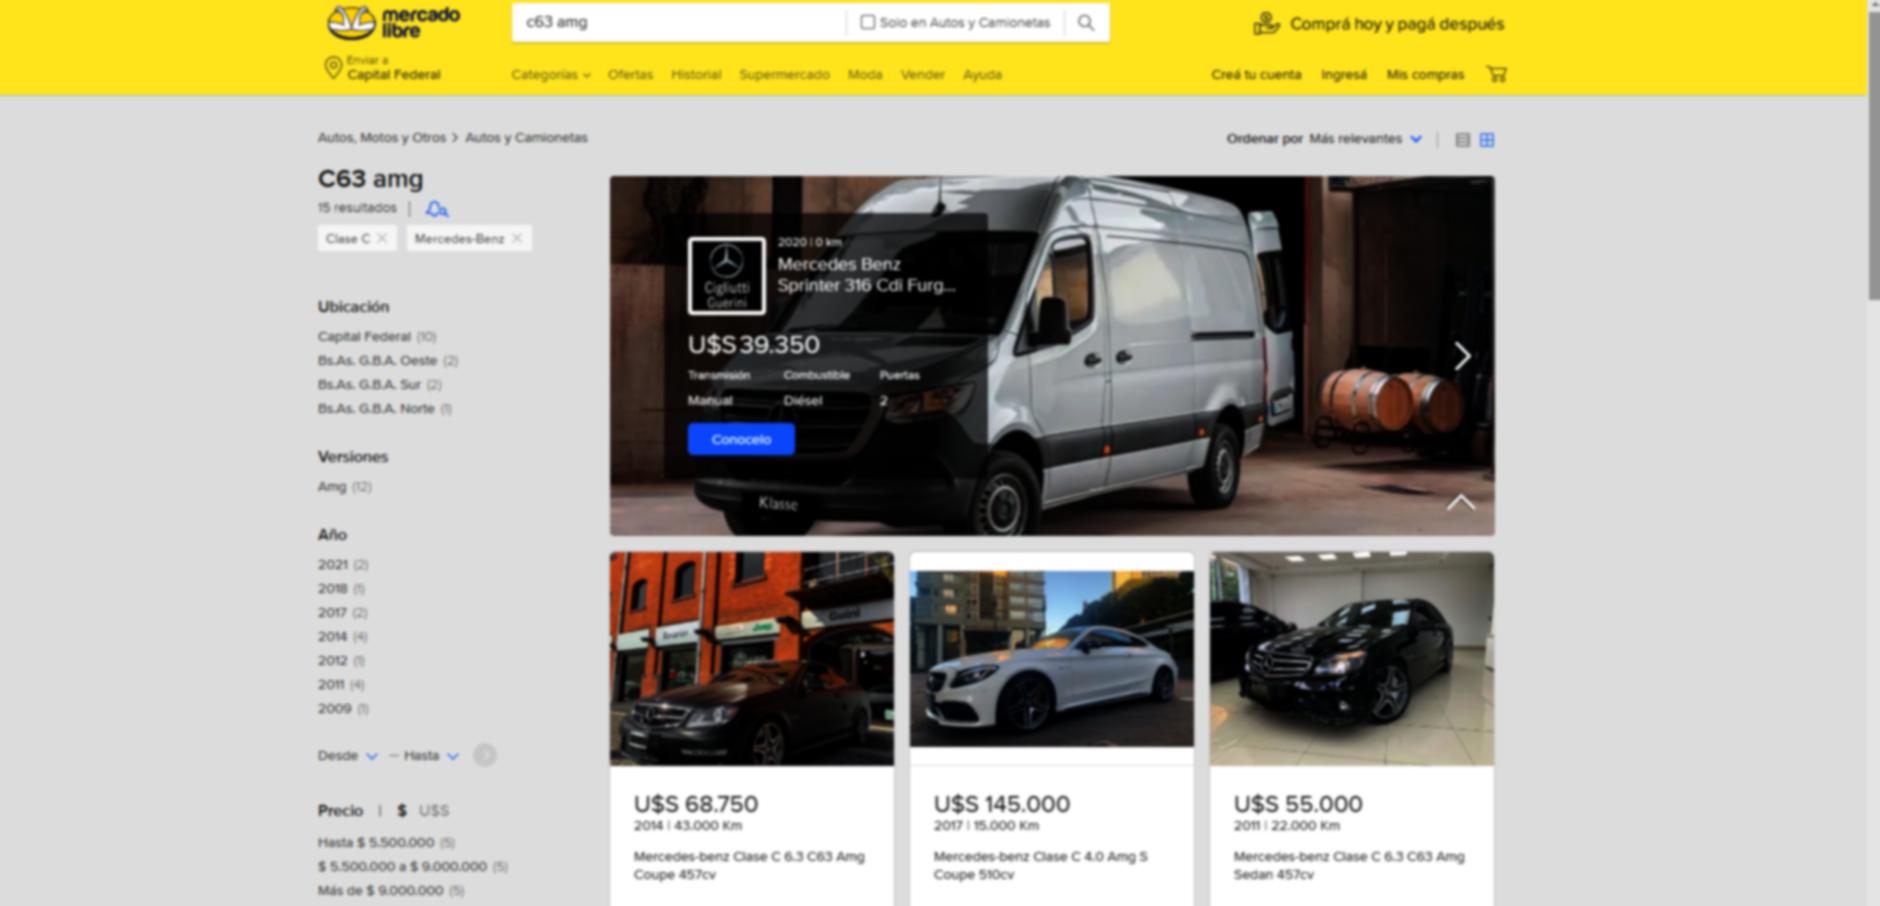 mercado
libre
c63 amg
Solo en Autos y Camionetas
Comprá hoy y pagá después
Enviar a
Capital Federal
Categorías
Ofertas
Historial
Supermercado
Moda
Vender
Ayuda
Creá tu cuenta
Ingresá
Mis compras
Autos, Motos y Otros > Autos y Camionetas
Ordenar por Más relevantes
C63 amg
15 resultados
Clase C
Mercedes-Benz
Ubicación
Capital Federal (10)
Bs.As. G.B.A. Oeste (2)
Bs.As. G.B.A. Sur (2)
Bs.As. G.B.A. Norte (1)
Versiones
Amg (12)
Año
2021 (2)
2018 (1)
2017 (2)
2014 (4)
2012 (1)
2011 (4)
2009 (1)
Desde – Hasta
Precio | $ U$S
Hasta $ 5.500.000 (5)
$ 5.500.000 a $ 9.000.000 (5)
Más de $ 9.000.000 (5)
Cigliutti
Guerini
2020 | 0 km
Mercedes Benz
Sprinter 316 Cdi Furg...
U$S 39.350
Transmisión Combustible Puertas
Manual Diésel 2
Conocelo
Klasse
Jeep
U$S 68.750
2014 | 43.000 Km
Mercedes-benz Clase C 6.3 C63 Amg
Coupe 457cv
U$S 145.000
2017 | 15.000 Km
Mercedes-benz Clase C 4.0 Amg S
Coupe 510cv
U$S 55.000
2011 | 22.000 Km
Mercedes-benz Clase C 6.3 C63 Amg
Sedan 457cv